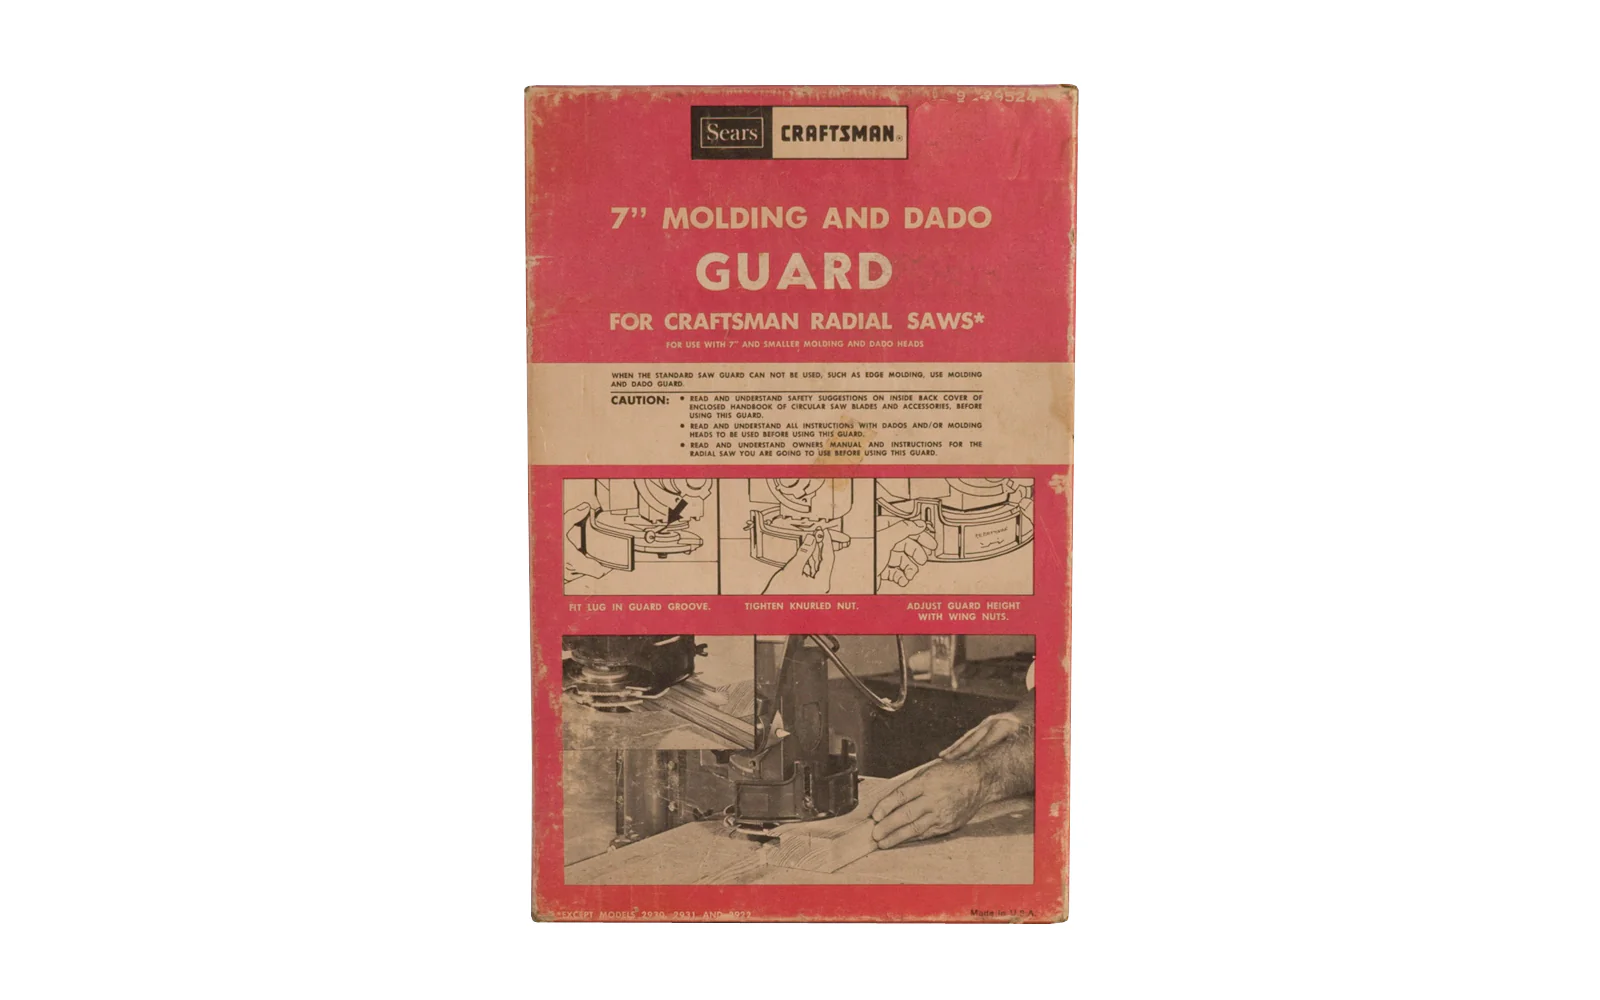 Sears CRAFTSMAN®
7" MOLDING AND DADO
GUARD
FOR CRAFTSMAN RADIAL SAWS*
FOR USE WITH 7" AND SMALLER MOLDING AND DADO HEADS
WHEN THE STANDARD SAW GUARD CAN NOT BE USED, SUCH AS EDGE MOLDING, USE MOLDING
AND DADO GUARD.
CAUTION: • READ AND UNDERSTAND SAFETY SUGGESTIONS ON INSIDE BACK COVER OF
ENCLOSED HANDBOOK OF CIRCULAR SAW BLADES AND ACCESSORIES, BEFORE
USING THIS GUARD.
• READ AND UNDERSTAND ALL INSTRUCTIONS WITH DADOS AND/OR MOLDING
HEADS TO BE USED BEFORE USING THIS GUARD.
• READ AND UNDERSTAND OWNERS MANUAL AND INSTRUCTIONS FOR THE
RADIAL SAW YOU ARE GOING TO USE BEFORE USING THIS GUARD.
FIT LUG IN GUARD GROOVE.
TIGHTEN KNURLED NUT.
ADJUST GUARD HEIGHT
WITH WING NUTS.
*EXCEPT MODELS 2930, 2931, AND
Made in U.S.A.